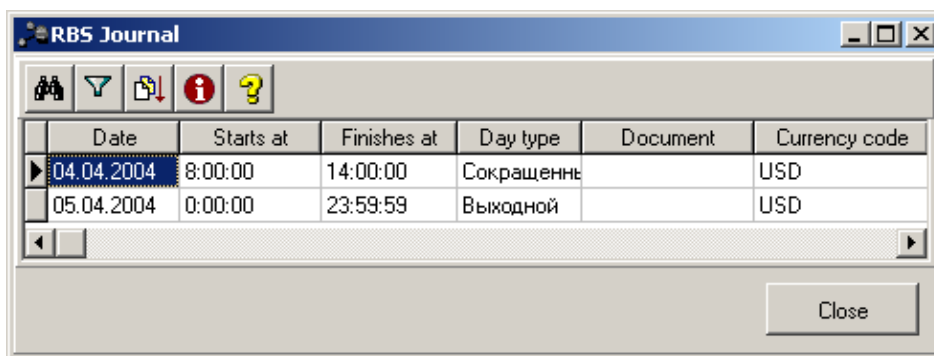 RBS Journal
Date Starts at Finishes at Day type Document Currency code
04.04.2004 8:00:00 14:00:00 Сокращеннь USD
05.04.2004 0:00:00 23:59:59 Выходной USD
Close